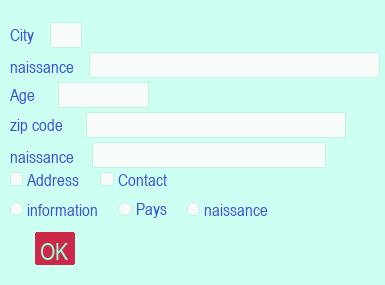 City
naissance
Age
zip code
naissance
Address Contact
information Pays naissance
OK